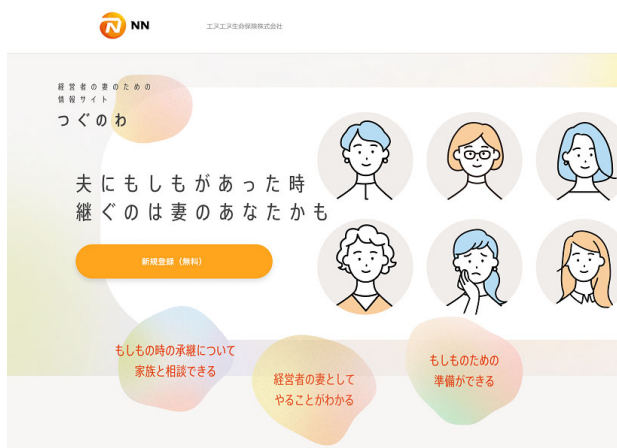 NN
エヌエヌ生命保険株式会社
経営者の妻のための
情報サイト
つぐのわ
夫にもしもがあった時
継ぐのは妻のあなたかも
新規登録（無料）
もしもの時の承継について
家族と相談できる
経営者の妻として
やることがわかる
もしものための
準備ができる